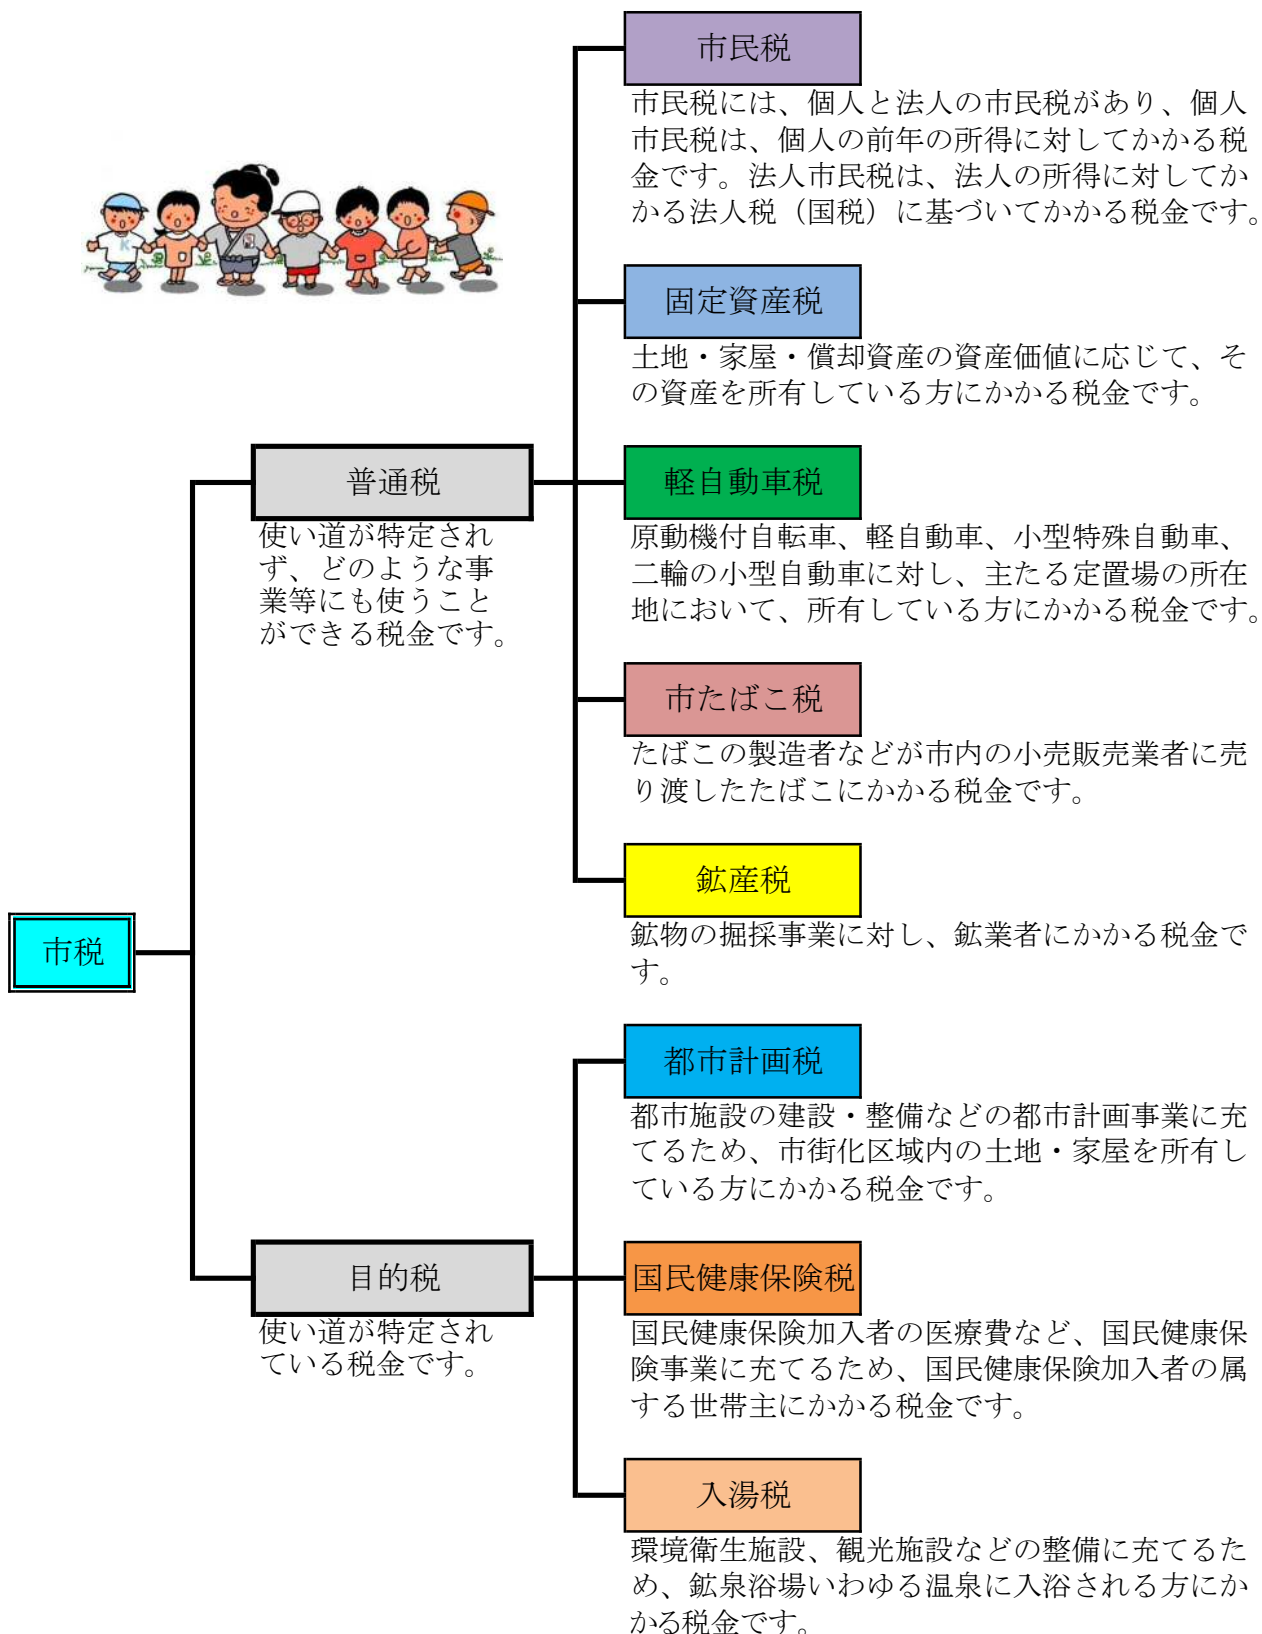 市民税
市民税には、個人と法人の市民税があり、個人
市民税は、個人の前年の所得に対してかかる税
金です。法人市民税は、法人の所得に対してか
かる法人税（国税）に基づいてかかる税金です。
K
固定資産税
土地・家屋・償却資産の資産価値に応じて、そ
の資産を所有している方にかかる税金です。
普通税
使い道が特定され
ず、どのような事
業等にも使うこと
ができる税金です。
軽自動車税
原動機付自転車、軽自動車、小型特殊自動車、
二輪の小型自動車に対し、主たる定置場の所在
地において、所有している方にかかる税金です。
市たばこ税
たばこの製造者などが市内の小売販売業者に売
り渡したたばこにかかる税金です。
鉱産税
鉱物の掘採事業に対し、鉱業者にかかる税金で
す。
市税
都市計画税
都市施設の建設・整備などの都市計画事業に充
てるため、市街化区域内の土地・家屋を所有し
ている方にかかる税金です。
目的税
使い道が特定され
ている税金です。
国民健康保険税
国民健康保険加入者の医療費など、国民健康保
険事業に充てるため、国民健康保険加入者の属
する世帯主にかかる税金です。
入湯税
環境衛生施設、観光施設などの整備に充てるた
め、鉱泉浴場いわゆる温泉に入浴される方にか
かる税金です。